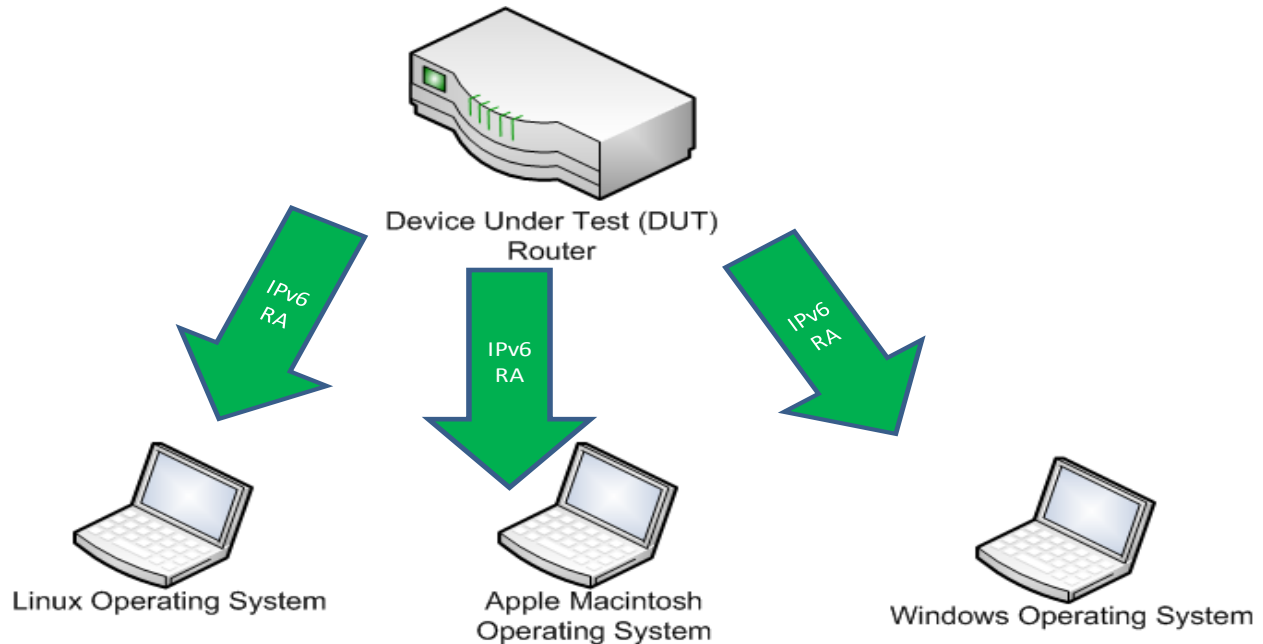 Device Under Test (DUT)
Router
IPv6
RA
IPv6
RA
IPv6
RA
Linux Operating System
Apple Macintosh
Operating System
Windows Operating System